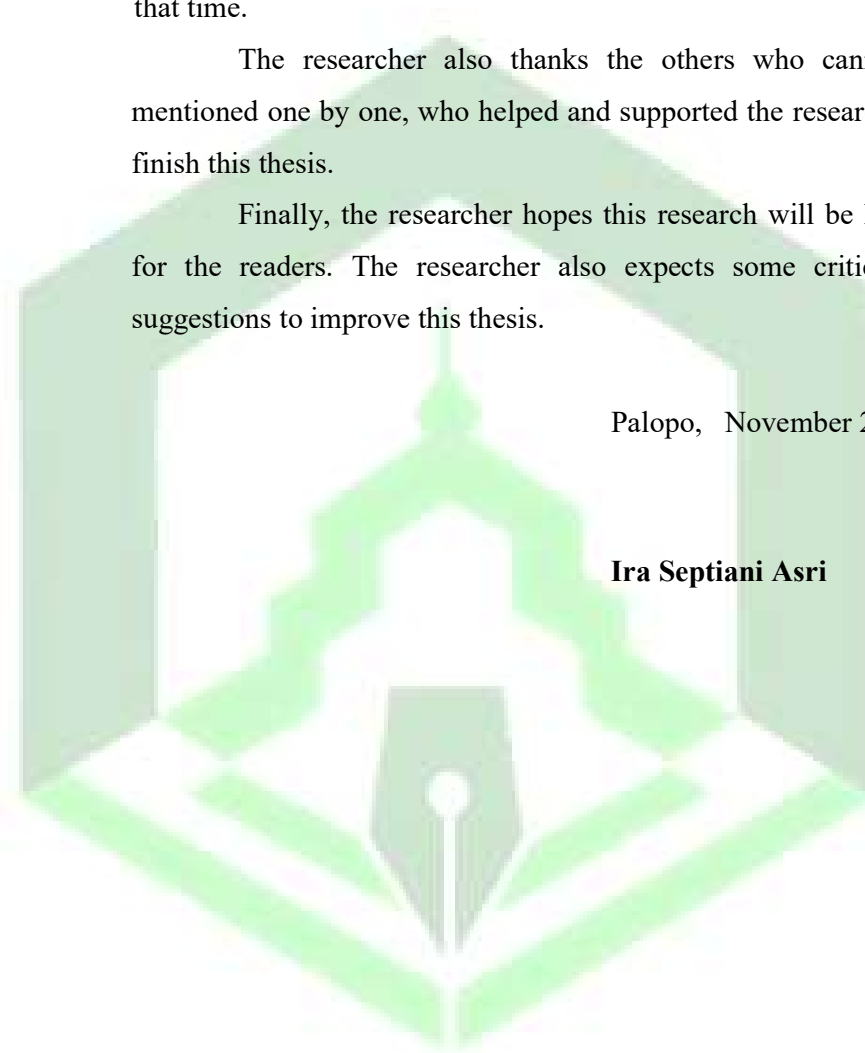 that time.
The researcher also thanks the others who can
mentioned one by one, who helped and supported the resear
finish this thesis.
Finally, the researcher hopes this research will be
for the readers. The researcher also expects some critic
suggestions to improve this thesis.
Palopo, November 2
Ira Septiani Asri